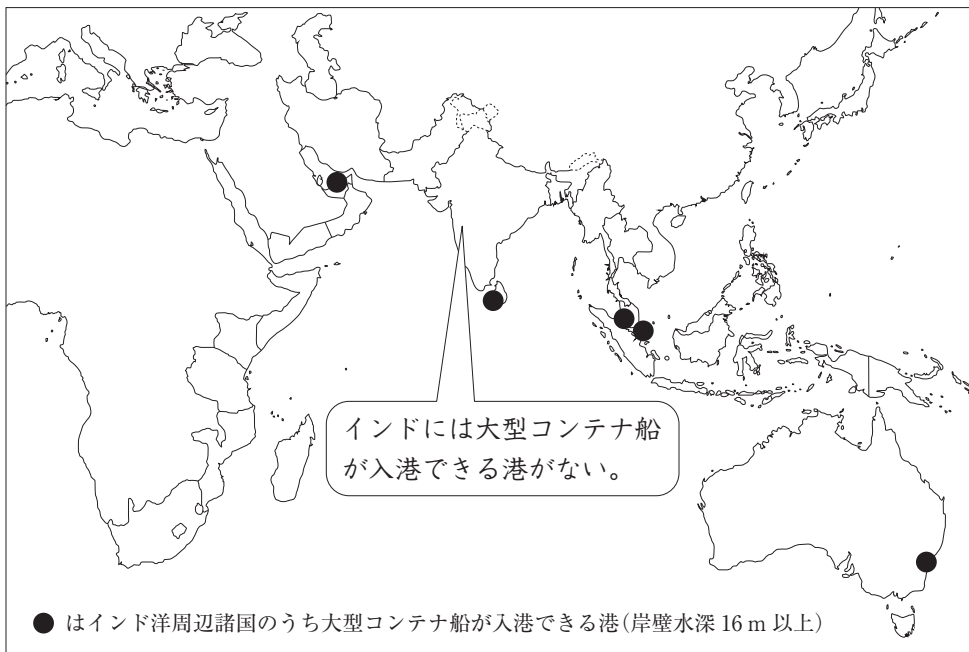 インドには大型コンテナ船
が入港できる港がない。
●はインド洋周辺諸国のうち大型コンテナ船が入港できる港(岸壁水深 16 m 以上)